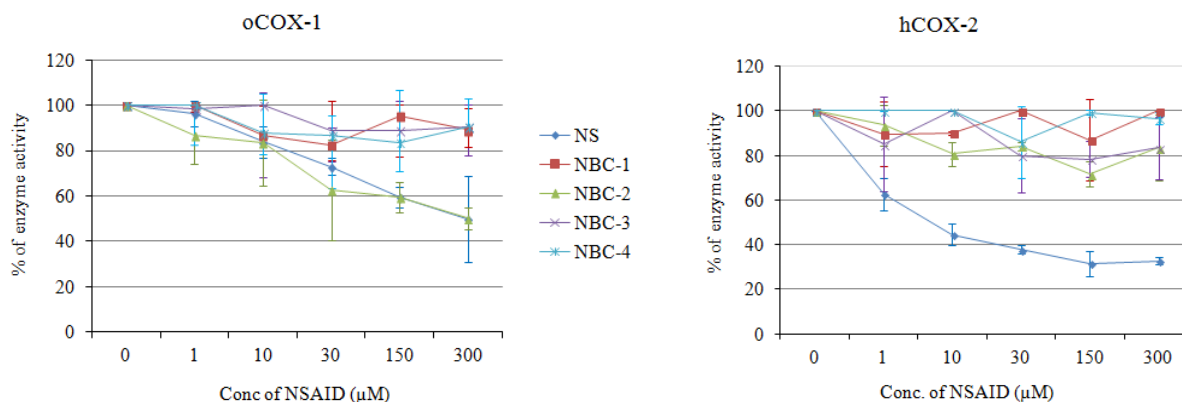 oCOX-1
120
100
80
60
40
20
0
% of enzyme activity
0 1 10 30 150 300
Conc of NSAID (µM)
NS
NBC-1
NBC-2
NBC-3
NBC-4
hCOX-2
120
100
80
60
40
20
0
% of enzyme activity
0 1 10 30 150 300
Conc. of NSAID (µM)